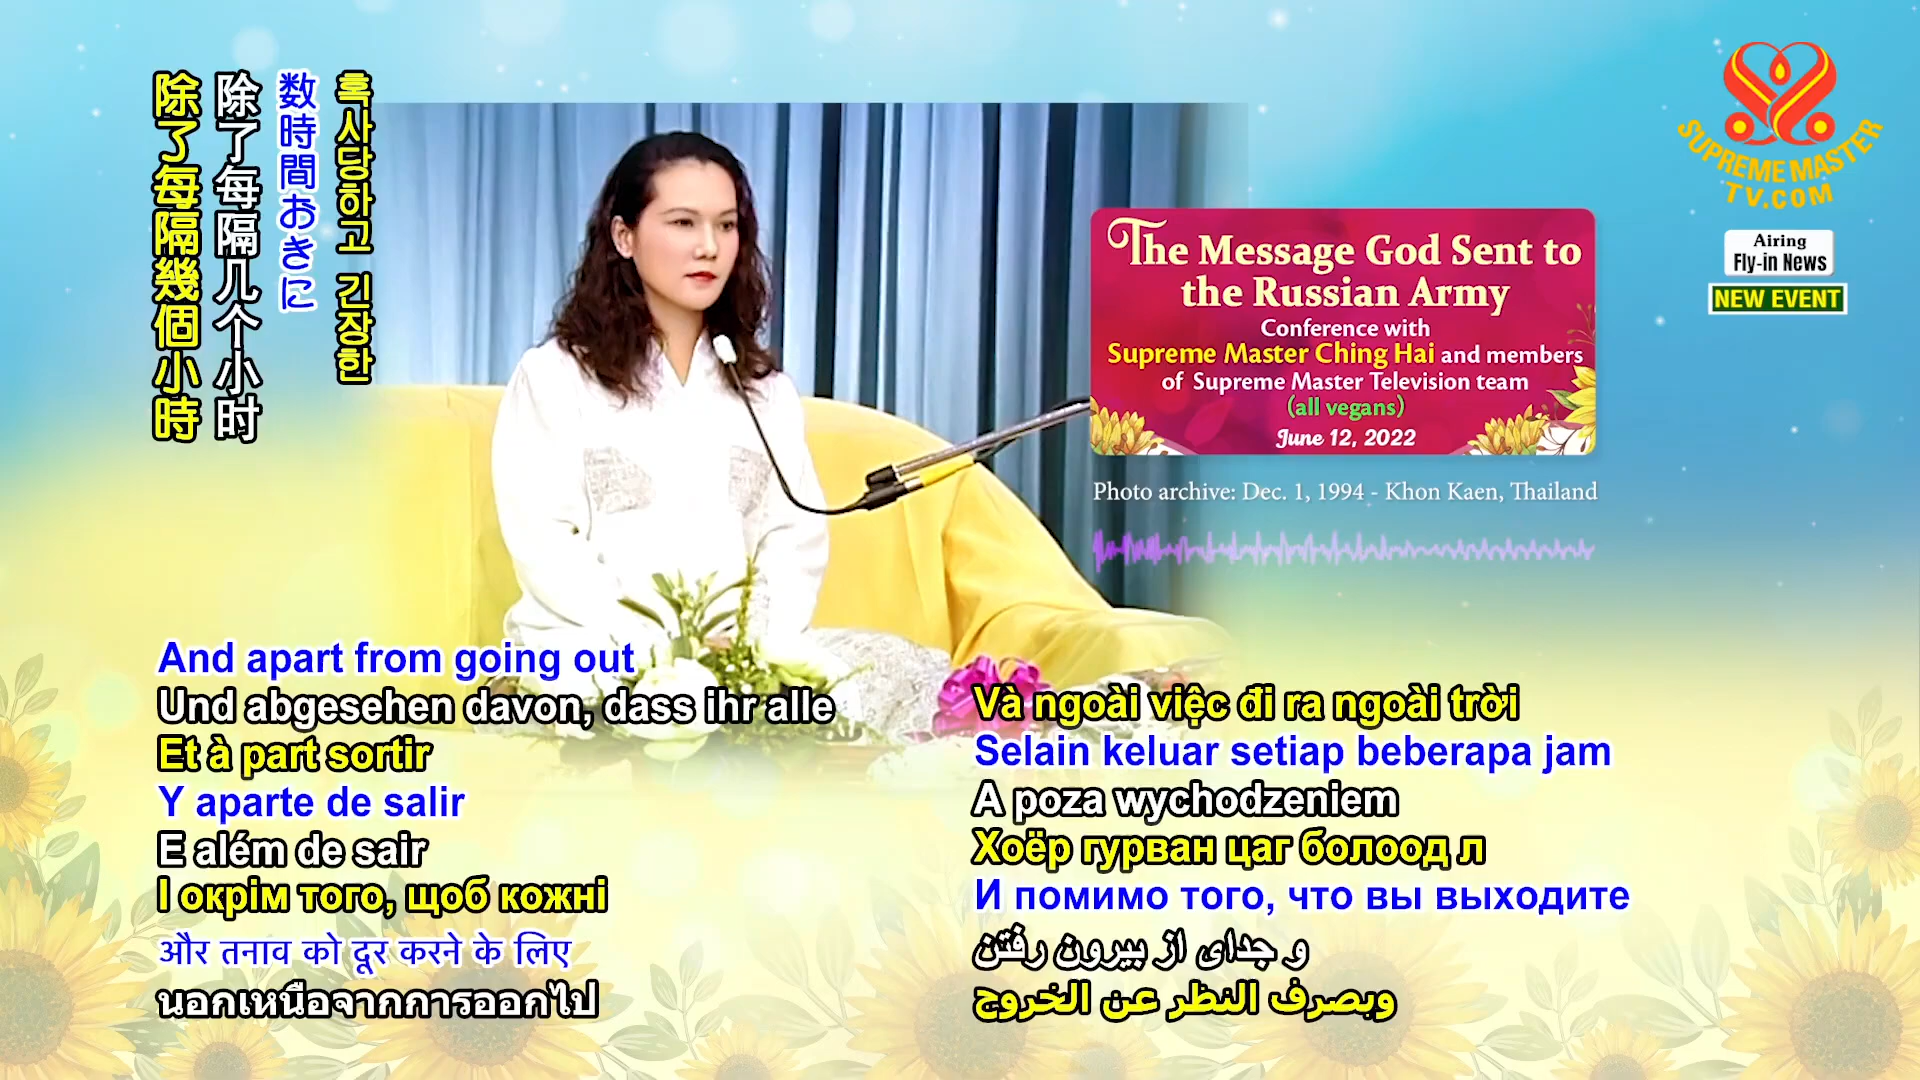 혹사당하고 긴장한
数時間おきに
除了每隔几个小时
除了每隔幾個小時
SUPREME MASTER
TV.COM
Airing
Fly-in News
NEW EVENT
The Message God Sent to
the Russian Army
Conference with
Supreme Master Ching Hai and members
of Supreme Master Television team
(all vegans)
June 12, 2022
Photo archive: Dec. 1, 1994 - Khon Kaen, Thailand
And apart from going out
Und abgesehen davon, dass ihr alle
Et à part sortir
Y aparte de salir
E além de sair
І окрім того, щоб кожні
और तनाव को दूर करने के लिए
นอกเหนือจากการออกไป
Và ngoài việc đi ra ngoài trời
Selain keluar setiap beberapa jam
A poza wychodzeniem
Хоёр гурван цаг болоод л
И помимо того, что вы выходите
و جدای از بیرون رفتن
وبصرف النظر عن الخروج